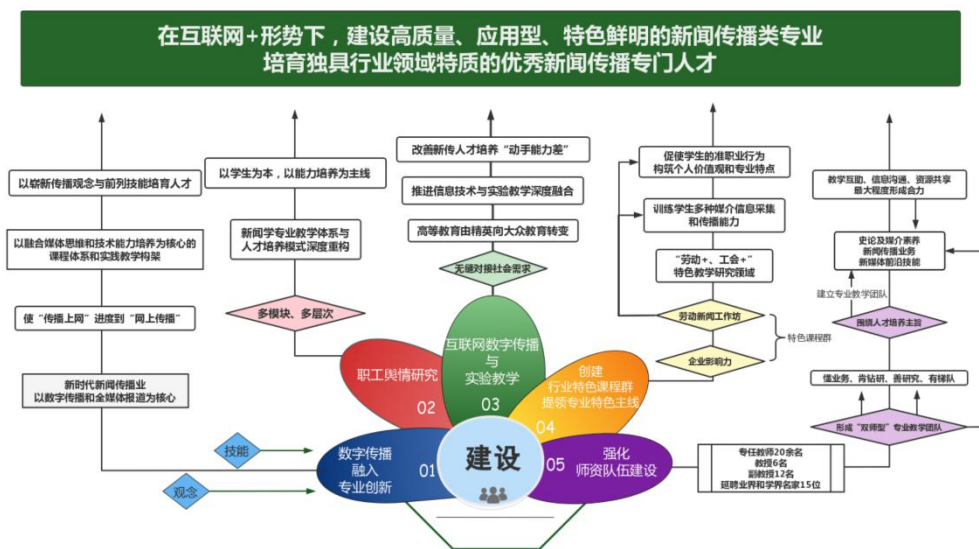 在互联网+形势下，建设高质量、应用型、特色鲜明的新闻传播类专业
培育独具行业领域特质的优秀新闻传播专门人才
以崭新传播观念与前列技能培育人才
以融合媒体思维和技术能力培养为核心的
课程体系和实践教学构架
使“传播上网”进度到“网上传播”
新时代新闻传播业
以数字传播和全媒体报道为核心
以学生为本，以能力培养为主线
新闻学专业教学体系与
人才培养模式深度重构
多模块、多层次
改善新传人才培养“动手能力差”
推进信息技术与实验教学深度融合
高等教育由精英向大众教育转变
无缝对接社会需求
促使学生的准职业行为
构筑个人价值观和专业特点
训练学生多种媒介信息采集
和传播能力
“劳动+、工会+”
特色教学研究领域
劳动新闻工作坊
企业影响力
特色课程群
教学互助、信息沟通、资源共享
最大程度形成合力
史论及媒介素养
新闻传播业务
新媒体前沿技能
建立专业教学团队
围绕人才培养主旨
懂业务、肯钻研、善研究、有梯队
形成“双师型”专业教学团队
专任教师20余名
教授6名
副教授12名
延聘业界和学界名家15位
技能
观念
数字传播
融入
专业创新
01
职工舆情研究
02
互联网数字传播
与
实验教学
03
创建
行业特色课程群
提领专业特色主线
04
强化
师资队伍建设
05
建设